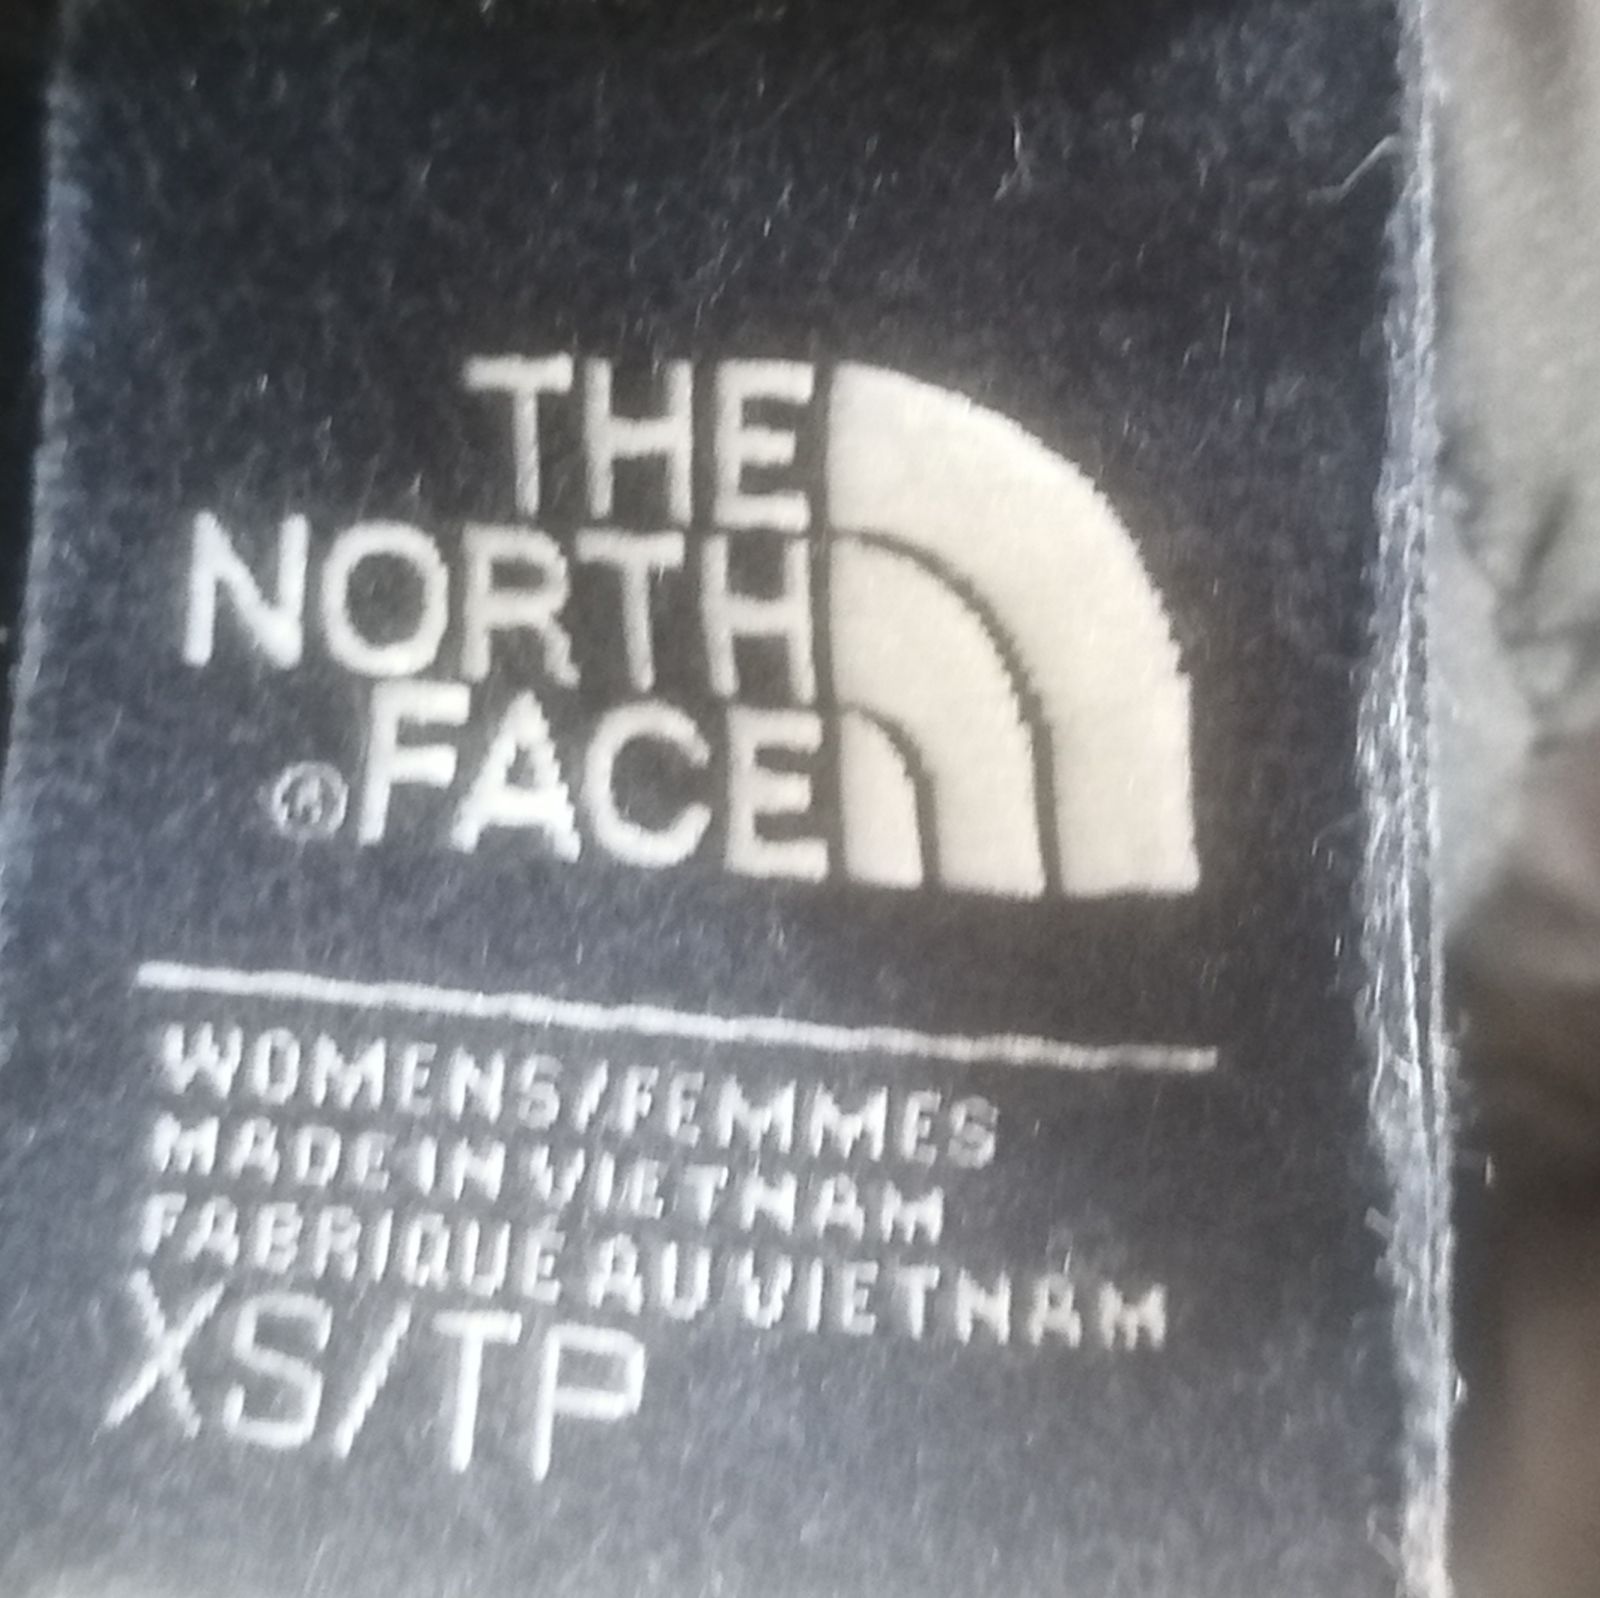 THE
NORTH
®FACE
WOMENS/FEMMES
MADE IN VIETNAM
FABRIQUÉ AU VIETNAM
XS/TP